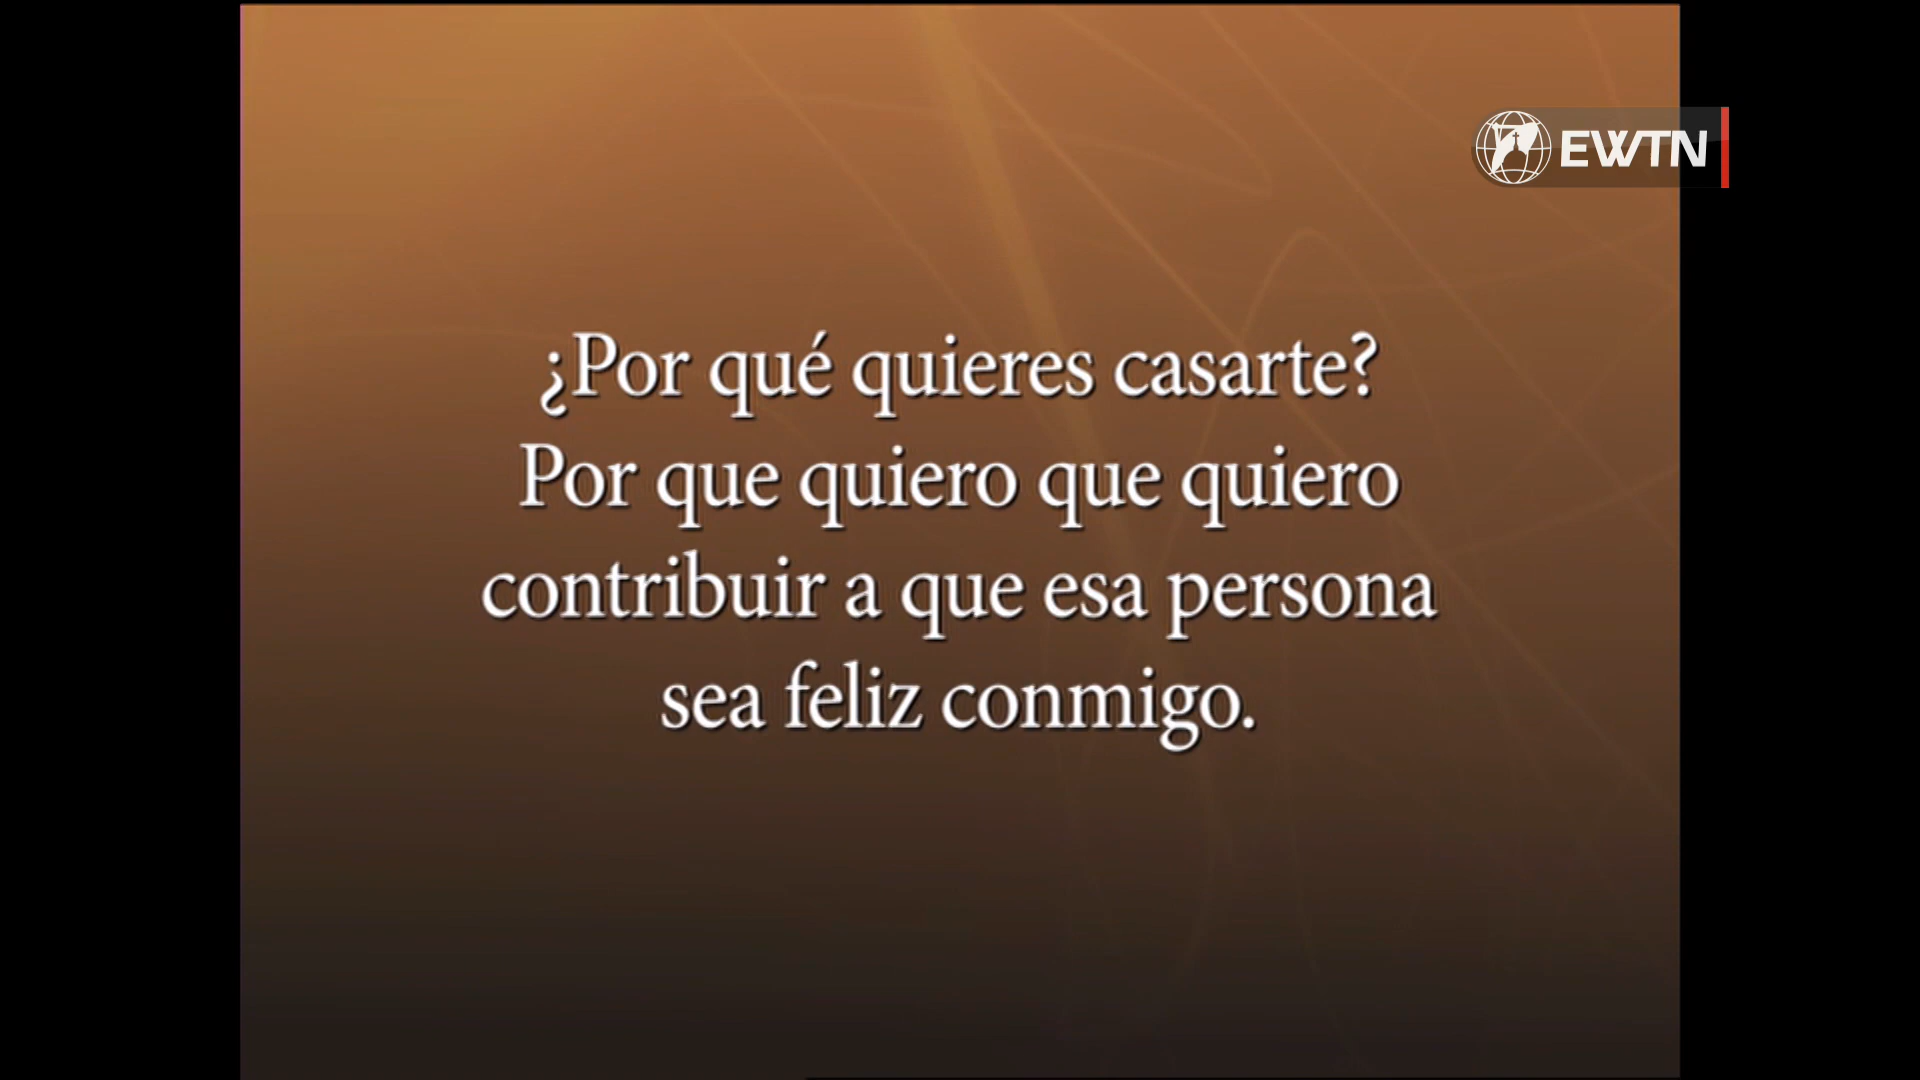 EWTN
¿Por qué quieres casarte?
Por que quiero que quiero
contribuir a que esa persona
sea feliz conmigo.